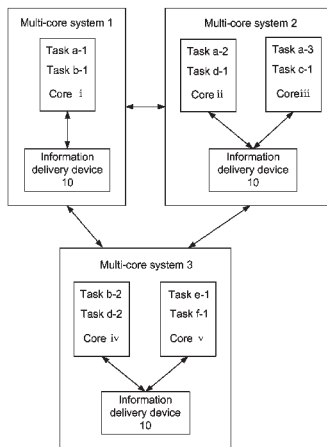 Multi-core system 1
Task a-1
Task b-1
Core i
Information
delivery device
10
Multi-core system 2
Task a-2
Task d-1
Core ii
Task a-3
Task c-1
Coreiii
Information
delivery device
10
Multi-core system 3
Task b-2
Task d-2
Core iv
Task e-1
Task f-1
Core v
Information
delivery device
10